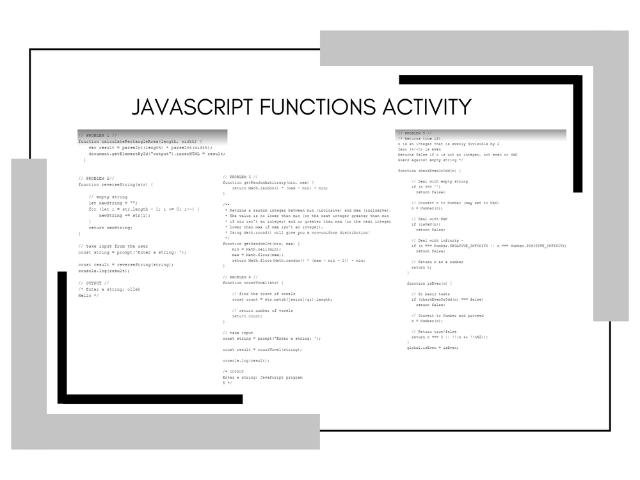 JAVASCRIPT FUNCTIONS ACTIVITY
// PROBLEM 1 //
function calculateRectangleArea(length, width) {
var result = parseInt(length) * parseInt(width);
document.getElementById("output").innerHTML = result;
}
// PROBLEM 2//
function reverseString(str) {
// empty string
let newString = "";
for (let i = str.length - 1; i >= 0; i--) {
newString += str[i];
}
return newString;
}
// take input from the user
const string = prompt('Enter a string: ');
const result = reverseString(string);
console.log(result);
// OUTPUT //
/* Enter a string: olleH
Hello */
// PROBLEM 3 //
function getRandomArbitrary(min, max) {
return Math.random() * (max - min) + min;
}
/**
* Returns a random integer between min (inclusive) and max (inclusive).
* The value is no lower than min (or the next integer greater than min
* if min isn't an integer) and no greater than max (or the next integer
* lower than max if max isn't an integer).
* Using Math.round() will give you a non-uniform distribution!
*/
function getRandomInt(min, max) {
min = Math.ceil(min);
max = Math.floor(max);
return Math.floor(Math.random() * (max - min + 1)) + min;
}
// PROBLEM 4 //
function countVowel(str) {
// find the count of vowels
const count = str.match(/[aeiou]/gi).length;
// return number of vowels
return count;
}
// take input
const string = prompt('Enter a string: ');
const result = countVowel(string);
console.log(result);
/* OUTPUT
Enter a string: JavaScript program
5 */
// PROBLEM 5 //
// Returns true if:
n is an integer that is evenly divisible by 2
Zero (+/-0) is even
Returns false if n is not an integer, not even or NaN
Guard against empty string */
function
// Deal with empty string
if (n === '')
return false;
// Convert n to Number (may set to NaN)
n = Number(n);
// Deal with NaN
if (isNaN(n))
return false;
// Deal with infinity -
if (n === Number.NEGATIVE_INFINITY || n === Number.POSITIVE_INFINITY)
return false;
// Return n as a number
return n;
}
function isEven(n) {
// Do basic tests
if === false)
return false;
// Convert to Number and proceed
n = Number(n);
// Return true/false
return n === 0 || !!(n && !(n%2));
}
global.isEven = isEven;